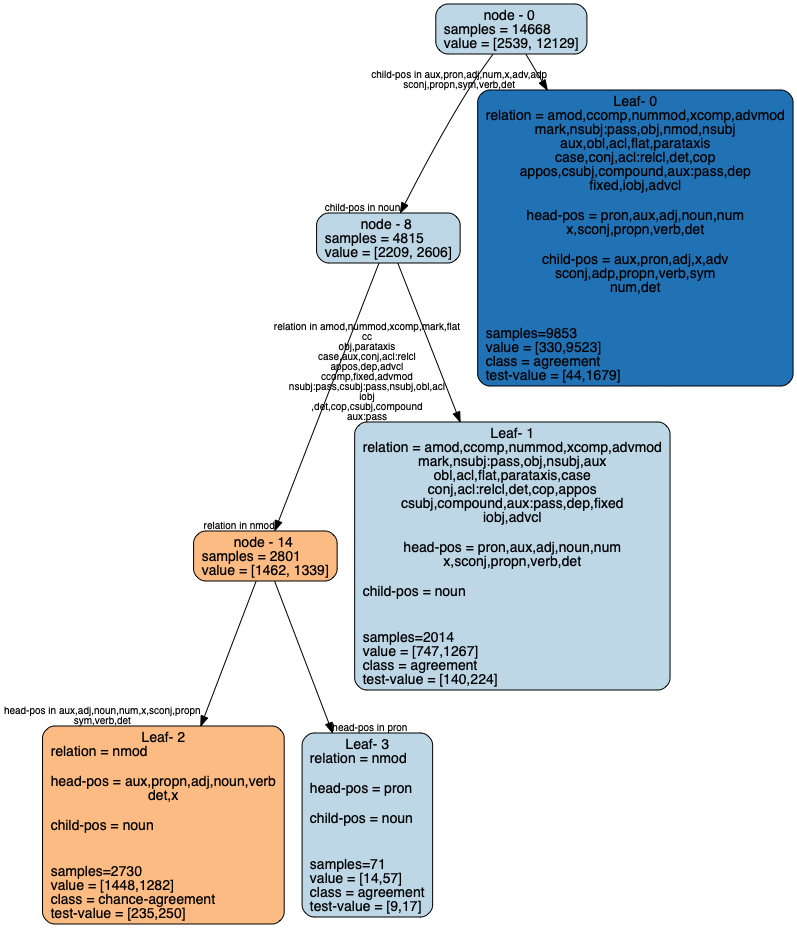 node - 0
samples = 14668
value = [2539, 12129]
child-pos in aux,pron,adj,num,x,adv,adp
sconj,propn,sym,verb,det
Leaf- 0
relation = amod,ccomp,nummod,xcomp,advmod
mark,nsubj:pass,obj,nmod,nsubj
aux,obl,acl,flat,parataxis
case,conj,acl:relcl,det,cop
appos,csubj,compound,aux:pass,dep
fixed,iobj,advcl
head-pos = pron,aux,adj,noun,num
x,sconj,propn,verb,det
child-pos = aux,pron,adj,x,adv
sconj,adp,propn,verb,sym
num,det
samples=9853
value = [330,9523]
class = agreement
test-value = [44,1679]
child-pos in noun
node - 8
samples = 4815
value = [2209, 2606]
relation in amod,nummod,xcomp,mark,flat
cc
obj,parataxis
case,aux,conj,acl:relcl
appos,dep,advcl
ccomp,fixed,advmod
nsubj:pass,csubj:pass,nsubj,obl,acl
iobj
,det,cop,csubj,compound
aux:pass
Leaf- 1
relation = amod,ccomp,nummod,xcomp,advmod
mark,nsubj:pass,obj,nsubj,aux
obl,acl,flat,parataxis,case
conj,acl:relcl,det,cop,appos
csubj,compound,aux:pass,dep,fixed
iobj,advcl
head-pos = pron,aux,adj,noun,num
x,sconj,propn,verb,det
child-pos = noun
samples=2014
value = [747,1267]
class = agreement
test-value = [140,224]
relation in nmod
node - 14
samples = 2801
value = [1462, 1339]
head-pos in aux,adj,noun,num,x,sconj,propn
sym,verb,det
Leaf- 2
relation = nmod
head-pos = aux,propn,adj,noun,verb
det,x
child-pos = noun
samples=2730
value = [1448,1282]
class = chance-agreement
test-value = [235,250]
head-pos in pron
Leaf- 3
relation = nmod
head-pos = pron
child-pos = noun
samples=71
value = [14,57]
class = agreement
test-value = [9,17]